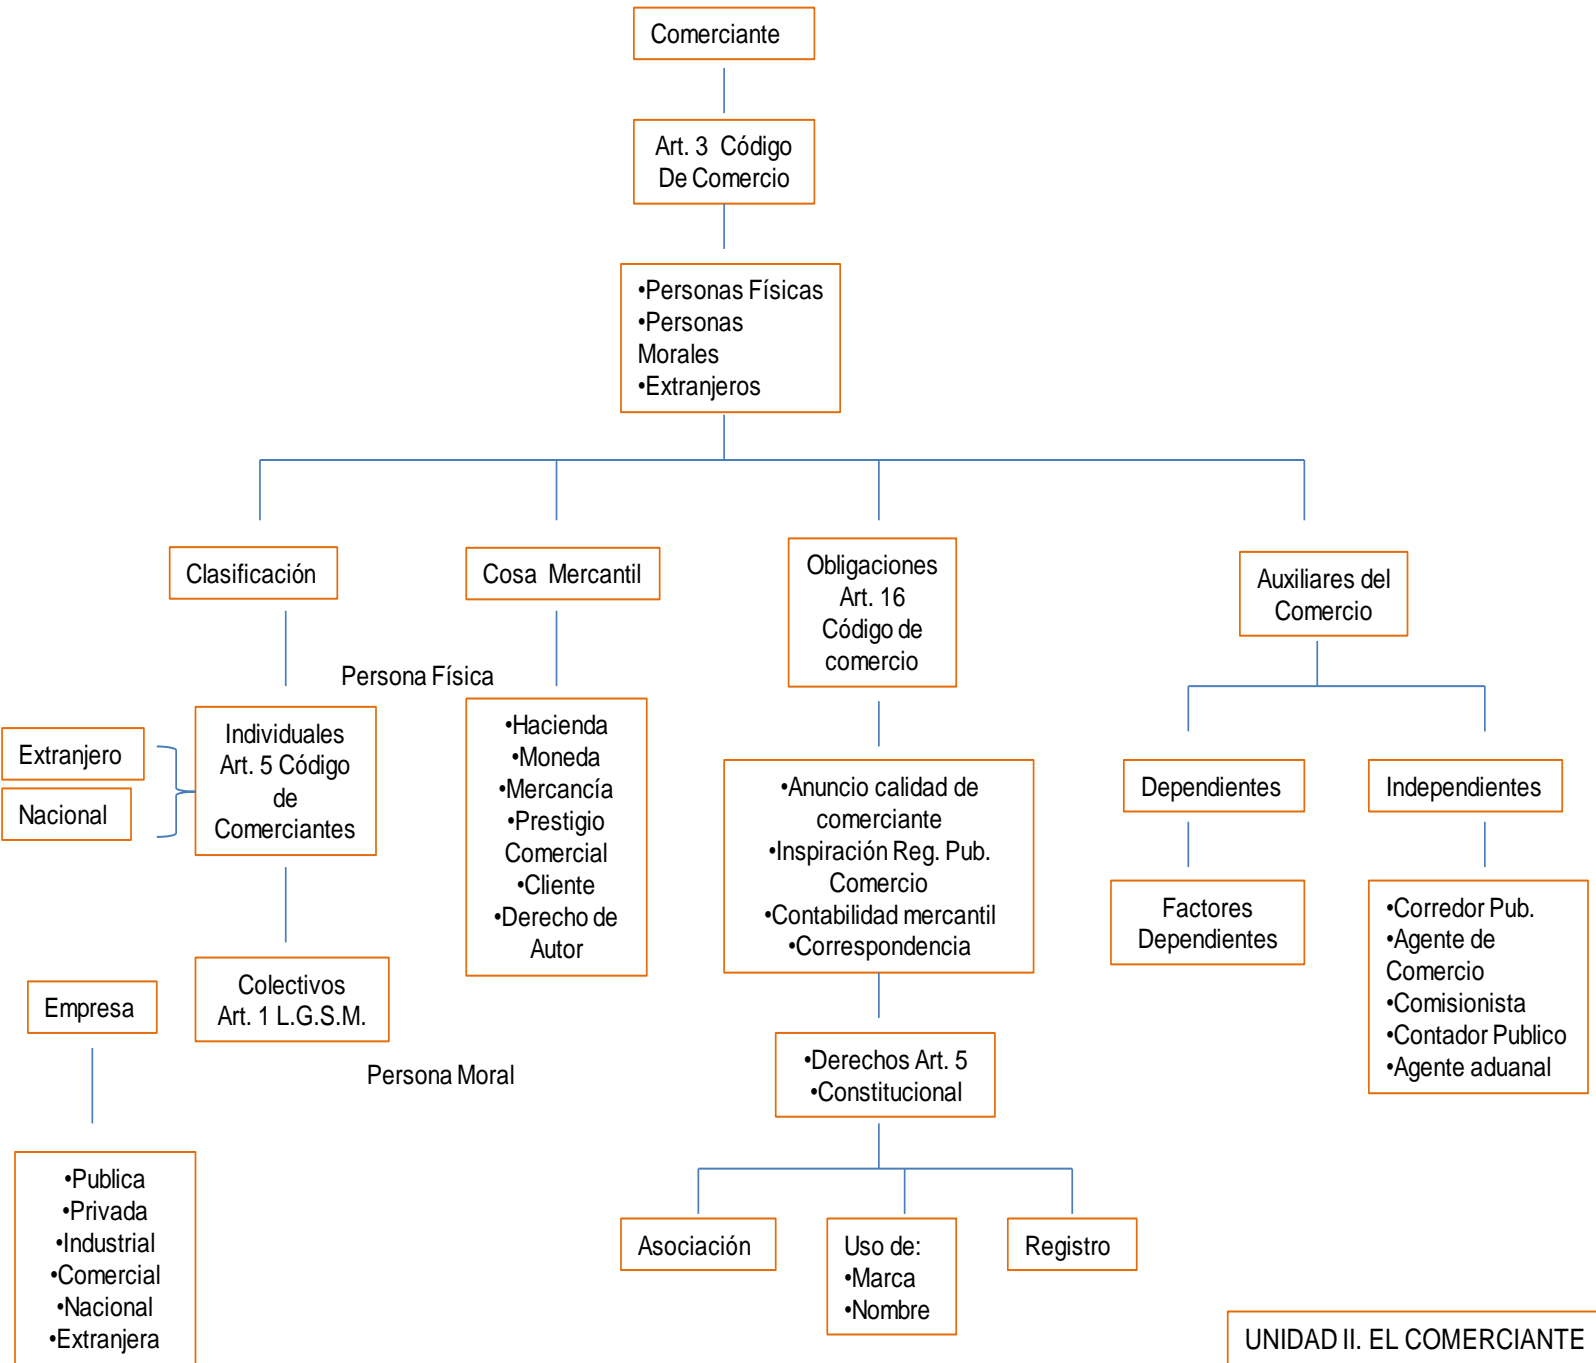 Comerciante
Art. 3 Código
De Comercio
•Personas Físicas
•Personas
Morales
•Extranjeros
Clasificación
Cosa Mercantil
Obligaciones
Art. 16
Código de
comercio
Auxiliares del
Comercio
Persona Física
Extranjero
Nacional
Individuales
Art. 5 Código
de
Comerciantes
•Hacienda
•Moneda
•Mercancía
•Prestigio
Comercial
•Cliente
•Derecho de
Autor
•Anuncio calidad de
comerciante
•Inspiración Reg. Pub.
Comercio
•Contabilidad mercantil
•Correspondencia
Dependientes
Independientes
Factores
Dependientes
•Corredor Pub.
•Agente de
Comercio
•Comisionista
•Contador Publico
•Agente aduanal
Empresa
Colectivos
Art. 1 L.G.S.M.
Persona Moral
•Derechos Art. 5
•Constitucional
•Publica
•Privada
•Industrial
•Comercial
•Nacional
•Extranjera
Asociación
Uso de:
•Marca
•Nombre
Registro
UNIDAD II. EL COMERCIANTE